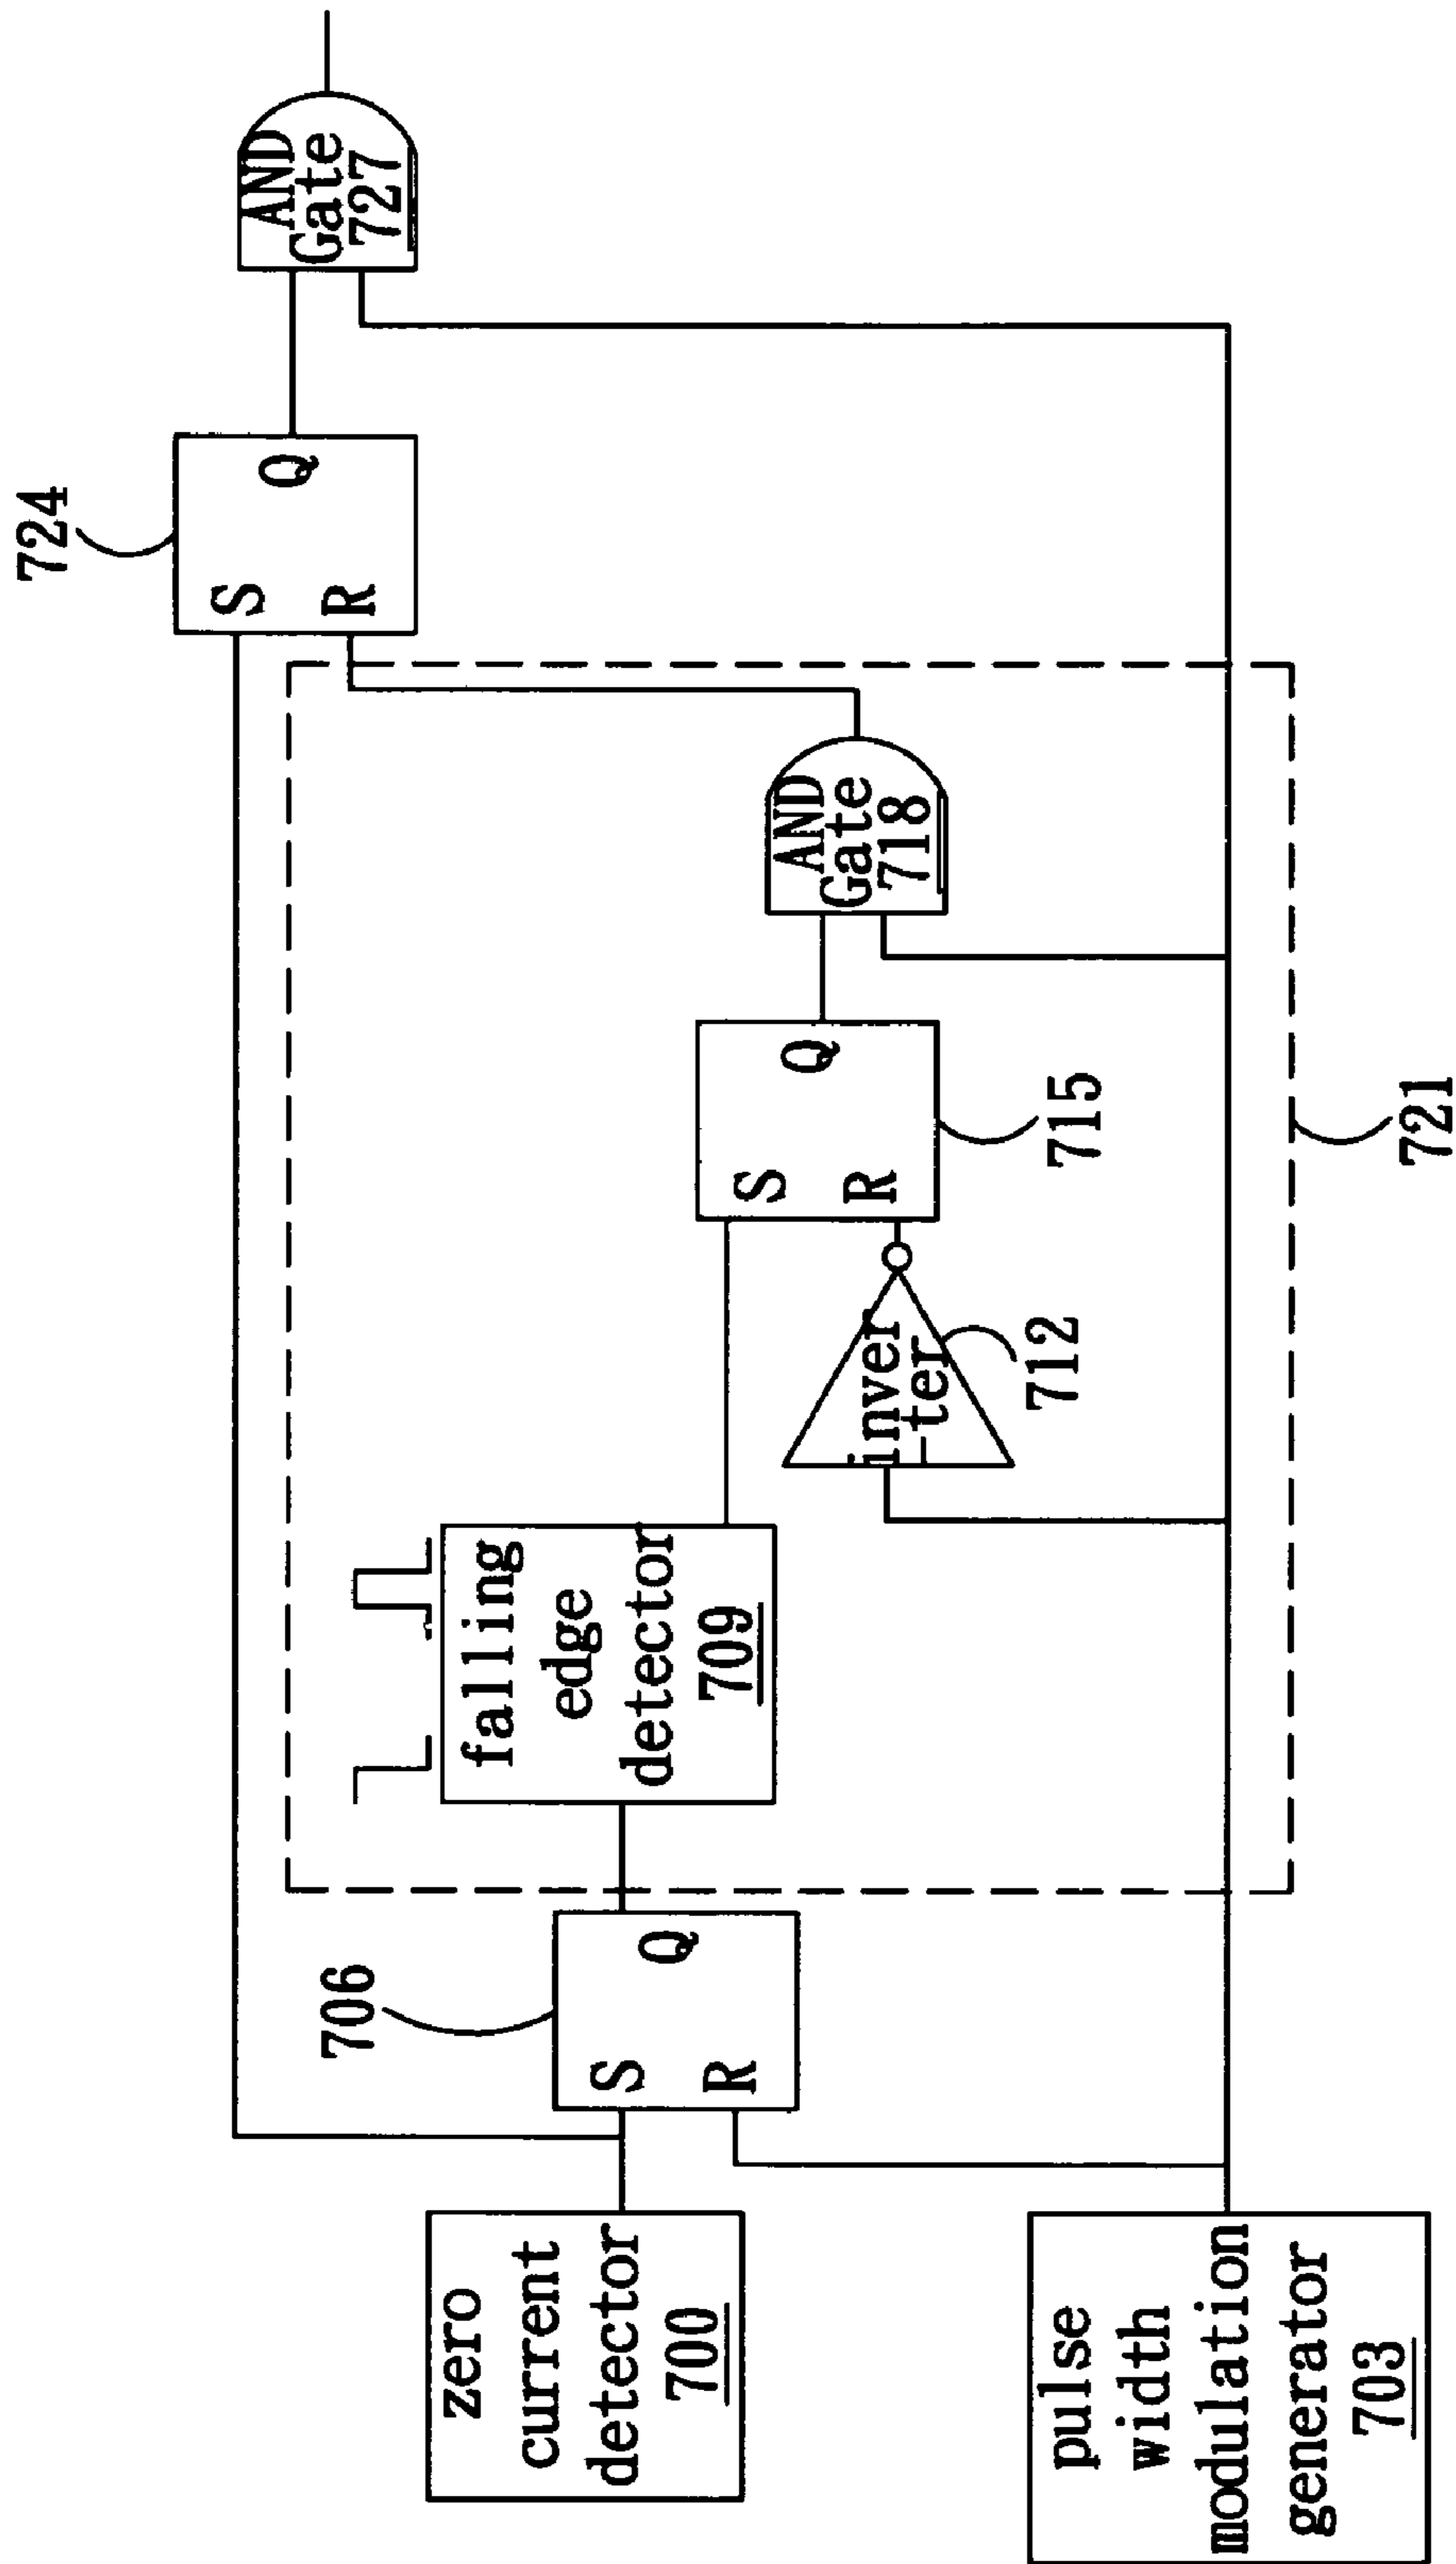 zero
current
detector
700
pulse
width
modulation
generator
703
706
S
R
Q
falling
edge
detector
709
inver
-ter
712
S
R
Q
715
AND
Gate
718
721
724
S
R
Q
AND
Gate
727